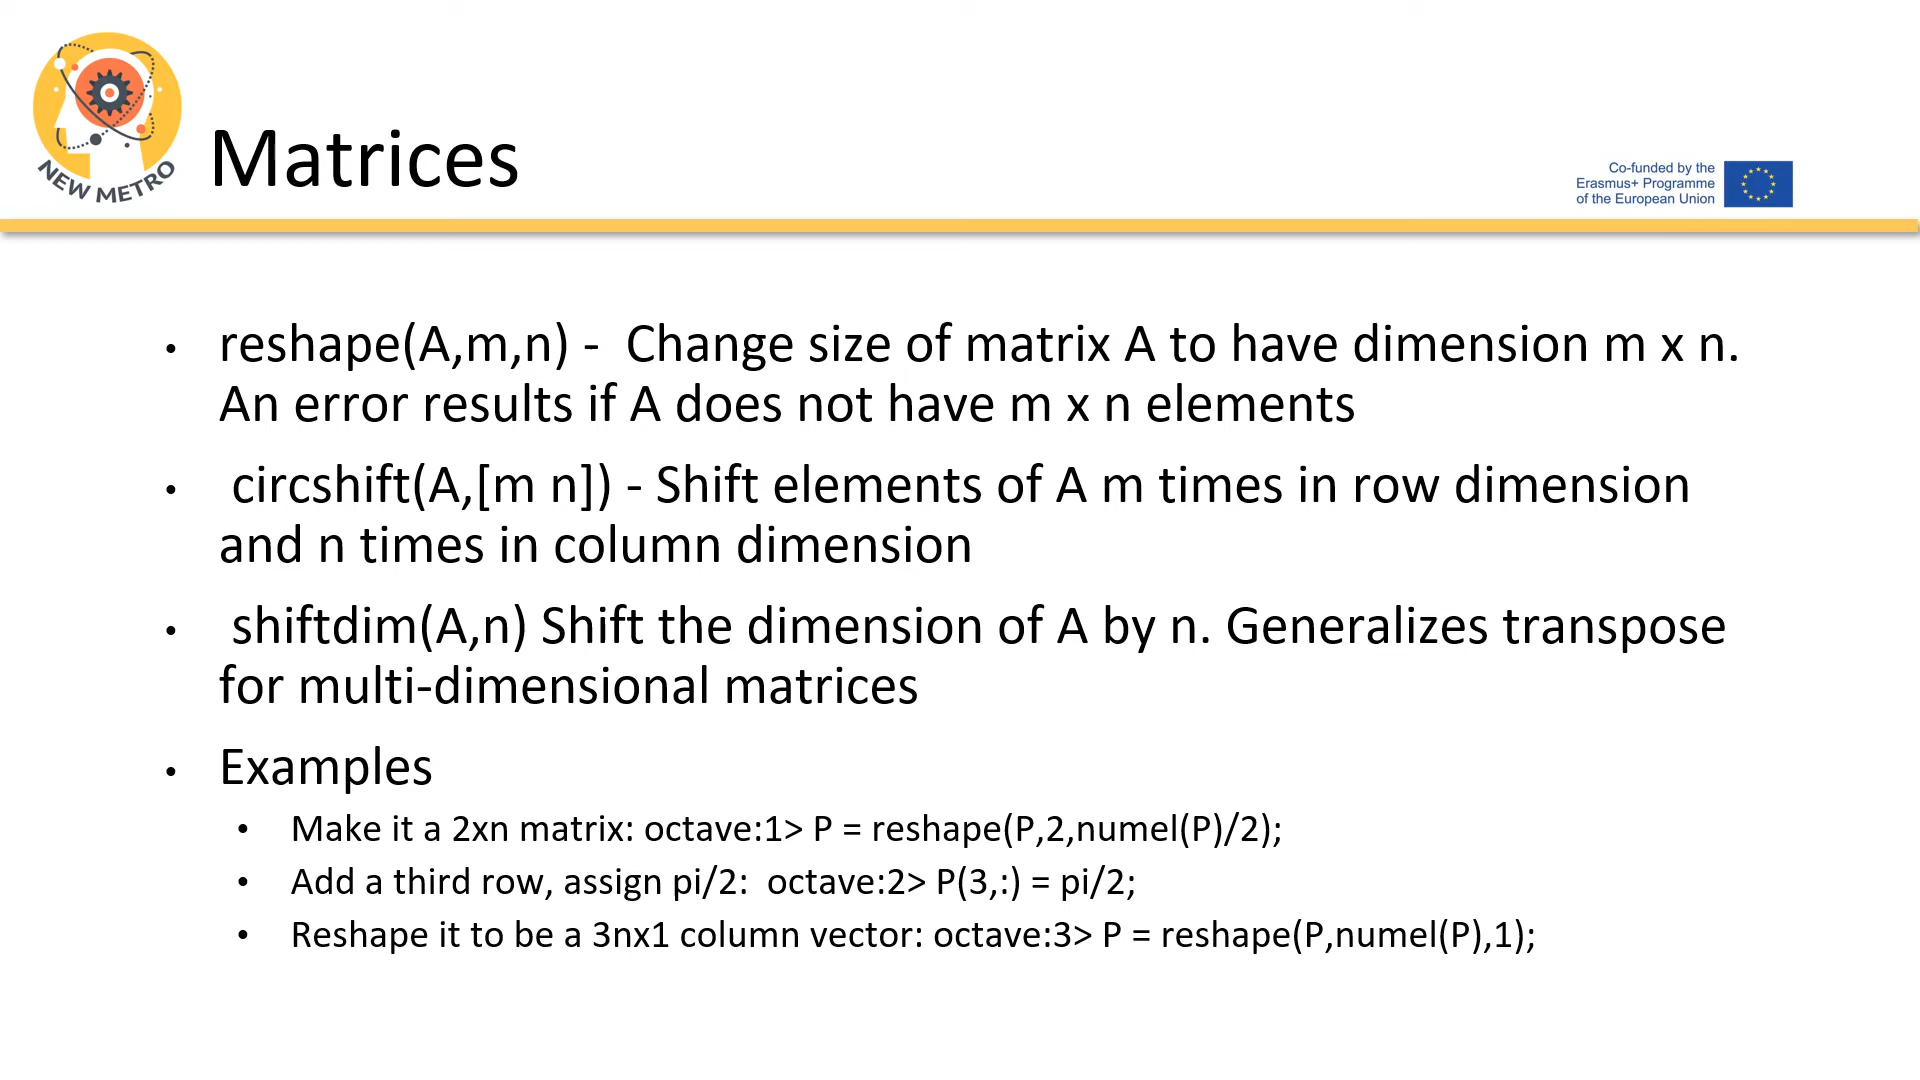 NEW METRO
Matrices
Co-funded by the
Erasmus+ Programme
of the European Union
• reshape(A,m,n) -  Change size of matrix A to have dimension m x n.
An error results if A does not have m x n elements
• circshift(A,[m n]) - Shift elements of A m times in row dimension
and n times in column dimension
• shiftdim(A,n) Shift the dimension of A by n. Generalizes transpose
for multi-dimensional matrices
• Examples
• Make it a 2xn matrix: octave:1> P = reshape(P,2,numel(P)/2);
• Add a third row, assign pi/2:  octave:2> P(3,:) = pi/2;
• Reshape it to be a 3nx1 column vector: octave:3> P = reshape(P,numel(P),1);